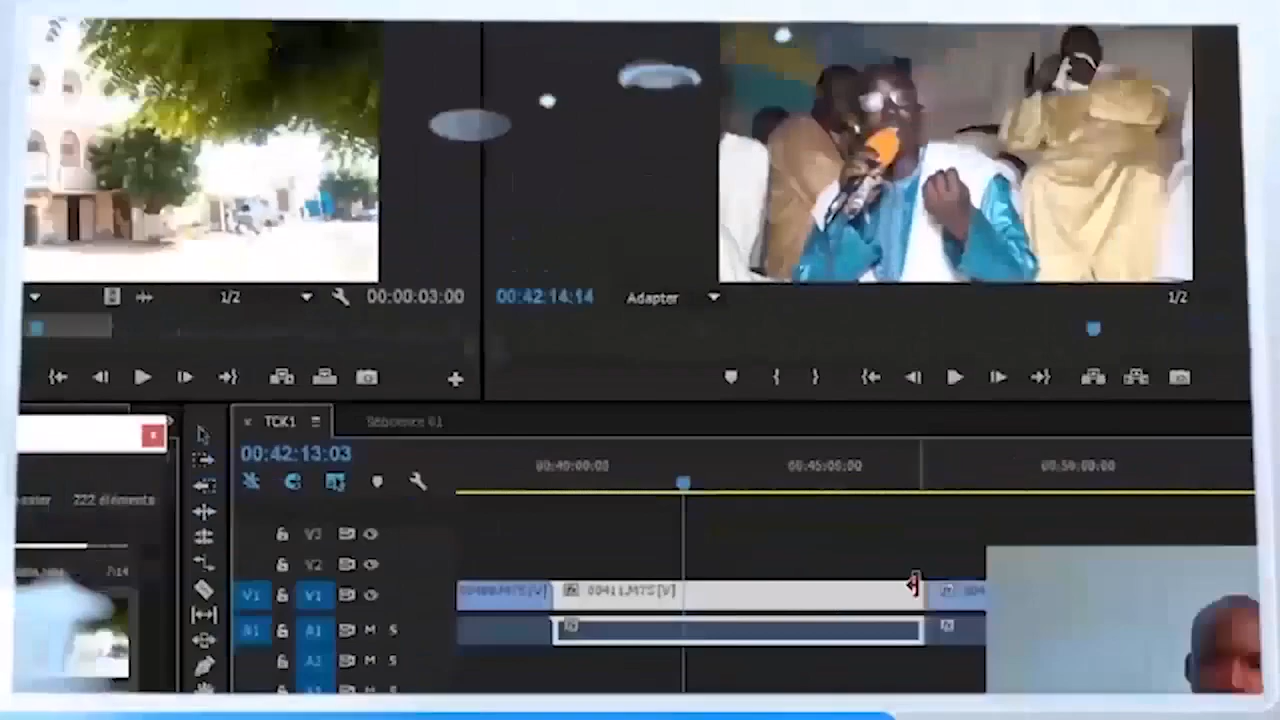 1/2
00:00:03:00
00:42:14:14
Adapter
1/2
TCK1
Séquence 01
00:42:13:03
00:40:00:00
00:45:00:00
00:50:00:00
222 éléments
V3
V2
V1 V1
00411.MTS [V]
A1 A1 M S
A2 M S